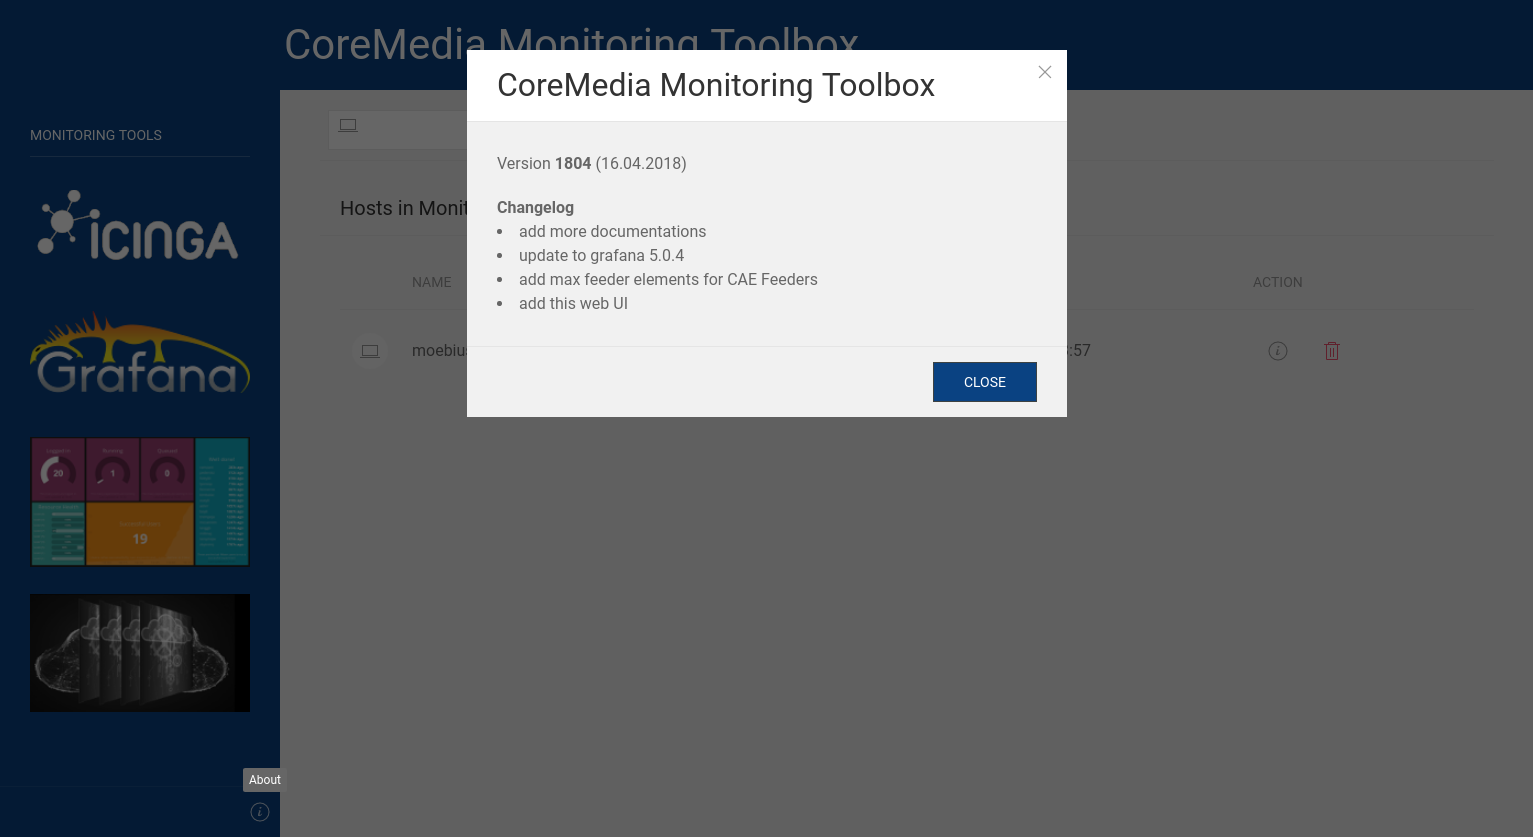 CoreMedia Monitoring Toolbox
CoreMedia Monitoring Toolbox
MONITORING TOOLS
Version 1804 (16.04.2018)
Changelog
add more documentations
update to grafana 5.0.4
add max feeder elements for CAE Feeders
add this web UI
CLOSE
Hosts in Monit
NAME
ACTION
moebius
:57
icinga
Grafana
20
1
0
19
About